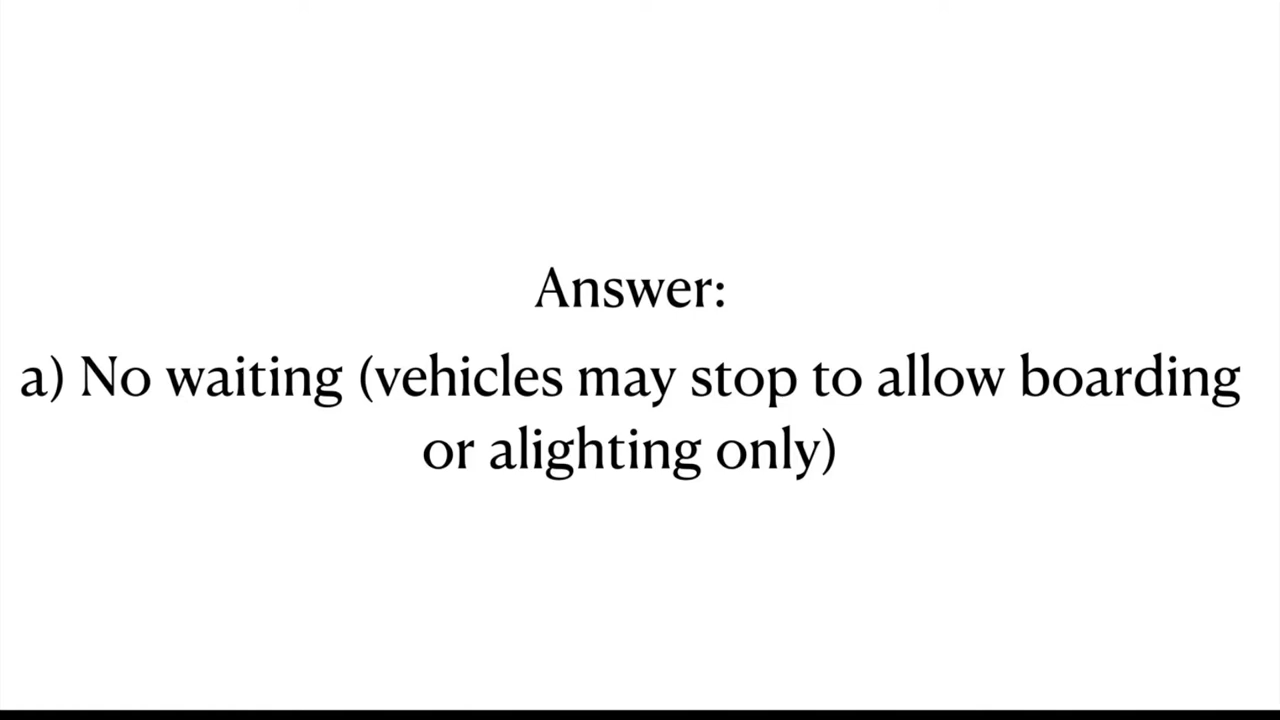 Answer:
a) No waiting (vehicles may stop to allow boarding
or alighting only)